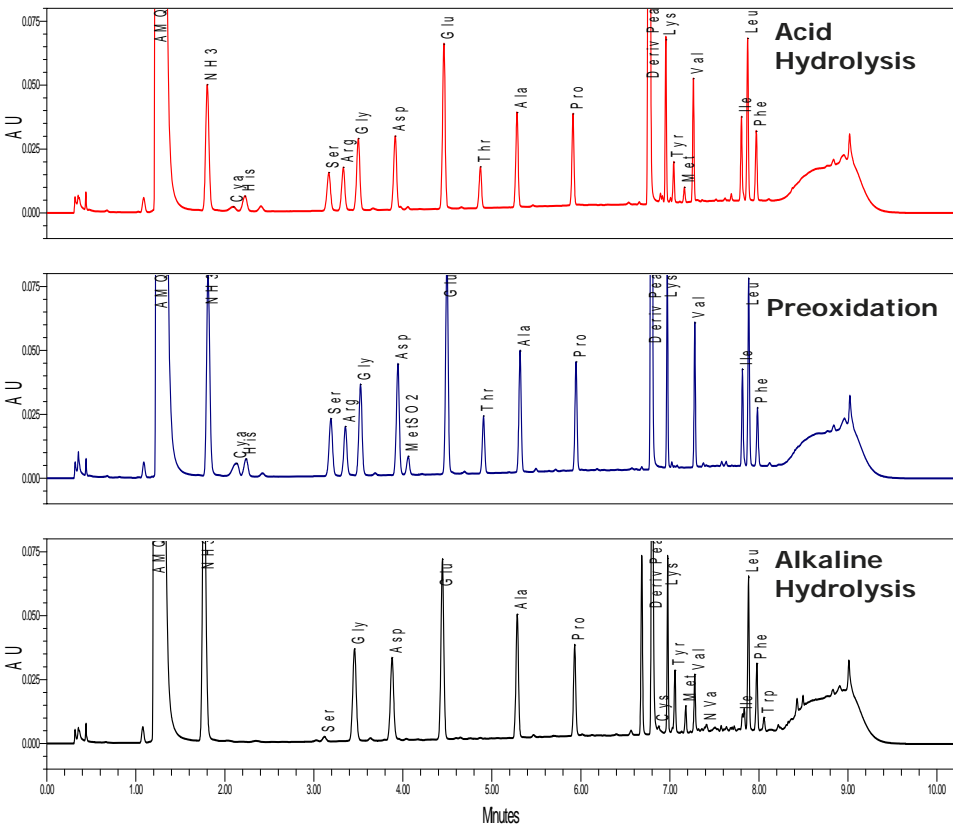 Acid
Hydrolysis
AU
0.075
0.050
0.025
0.000
AMQ
NH3
Cya
His
Ser
Arg
Gly
Asp
Glu
Thr
Ala
Pro
Deriv Pea
Lys
Tyr
Met
Val
Ile
Leu
Phe
Preoxidation
AU
0.075
0.050
0.025
0.000
AMQ
NH3
Cya
His
Ser
Arg
Gly
Asp
MetSO2
Glu
Thr
Ala
Pro
Deriv Pea
Lys
Val
Ile
Leu
Phe
Alkaline
Hydrolysis
AU
0.075
0.050
0.025
0.000
AMQ
NH3
Ser
Gly
Asp
Glu
Ala
Pro
Deriv Pea
Cys
Lys
Tyr
Met
Val
NVa
Ile
Leu
Phe
Trp
0.00 1.00 2.00 3.00 4.00 5.00 6.00 7.00 8.00 9.00 10.00
Minutes